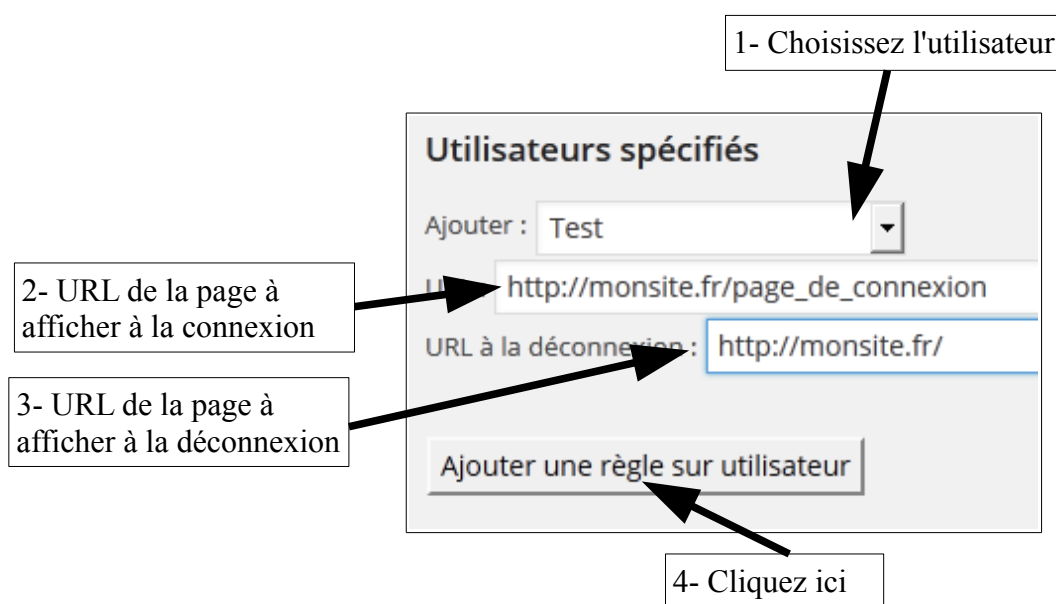 1- Choisissez l'utilisateur
Utilisateurs spécifiés
Ajouter : Test
2- URL de la page à
afficher à la connexion
http://monsite.fr/page_de_connexion
URL à la déconnexion : http://monsite.fr/
3- URL de la page à
afficher à la déconnexion
Ajouter une règle sur utilisateur
4- Cliquez ici